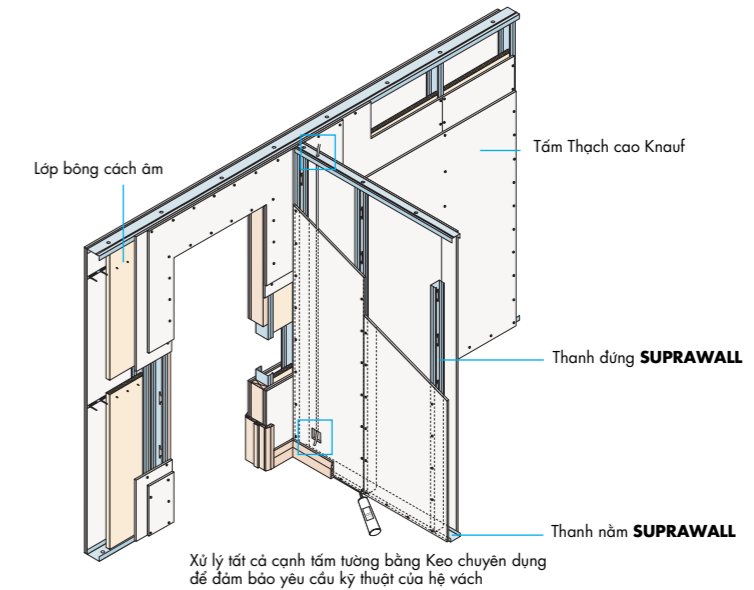 Tấm Thạch cao Knauf
Lớp bông cách âm
Thanh đứng SUPRAWALL
Thanh nằm SUPRAWALL
Xử lý tất cả cạnh tấm tường bằng Keo chuyên dụng
để đảm bảo yêu cầu kỹ thuật của hệ vách